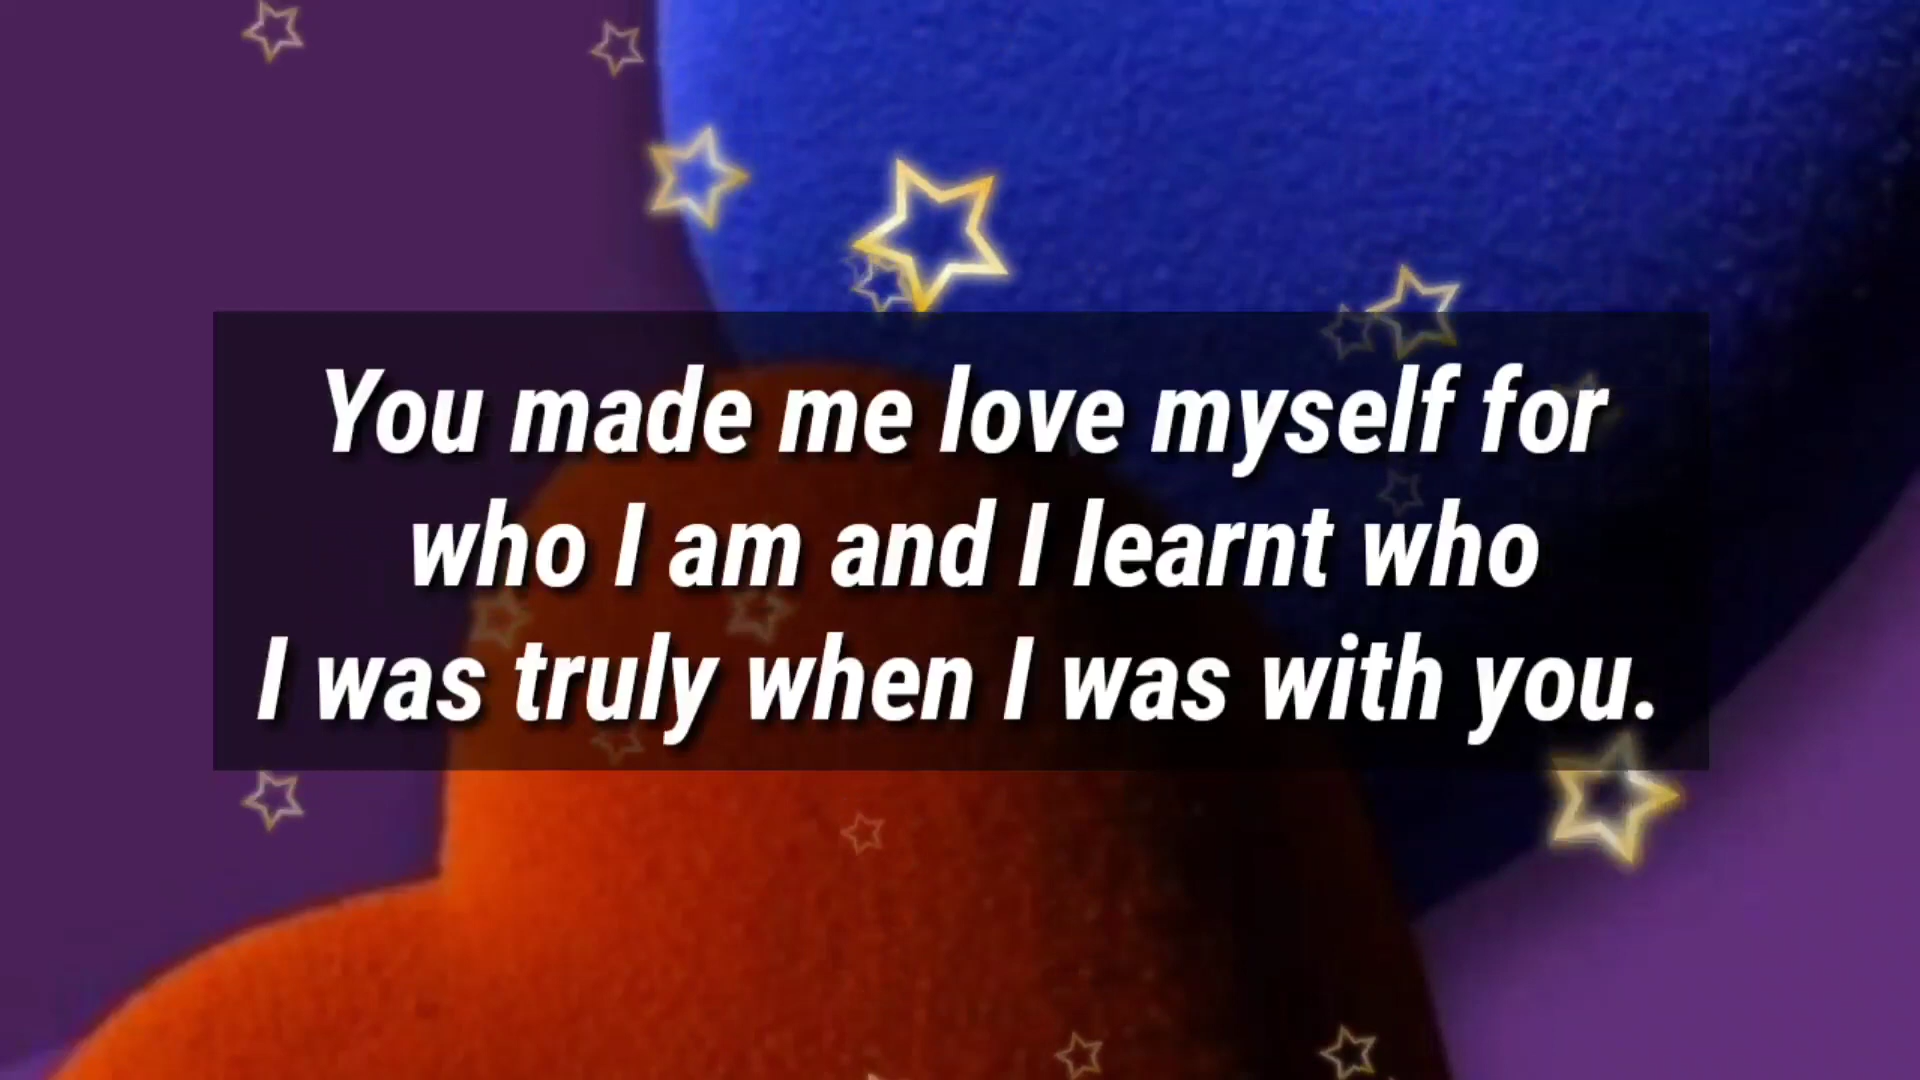 You made me love myself for
who I am and I learnt who
I was truly when I was with you.